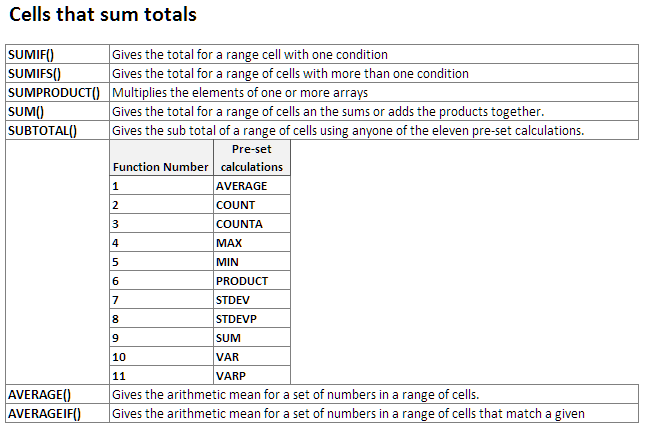 Cells that sum totals
SUMIF() Gives the total for a range cell with one condition
SUMIFS() Gives the total for a range of cells with more than one condition
SUMPRODUCT() Multiplies the elements of one or more arrays
SUM() Gives the total for a range of cells an the sums or adds the products together.
SUBTOTAL() Gives the sub total of a range of cells using anyone of the eleven pre-set calculations.
Pre-set
Function Number calculations
1 AVERAGE
2 COUNT
3 COUNTA
4 MAX
5 MIN
6 PRODUCT
7 STDEV
8 STDEVP
9 SUM
10 VAR
11 VARP
AVERAGE() Gives the arithmetic mean for a set of numbers in a range of cells.
AVERAGEIF() Gives the arithmetic mean for a set of numbers in a range of cells that match a given